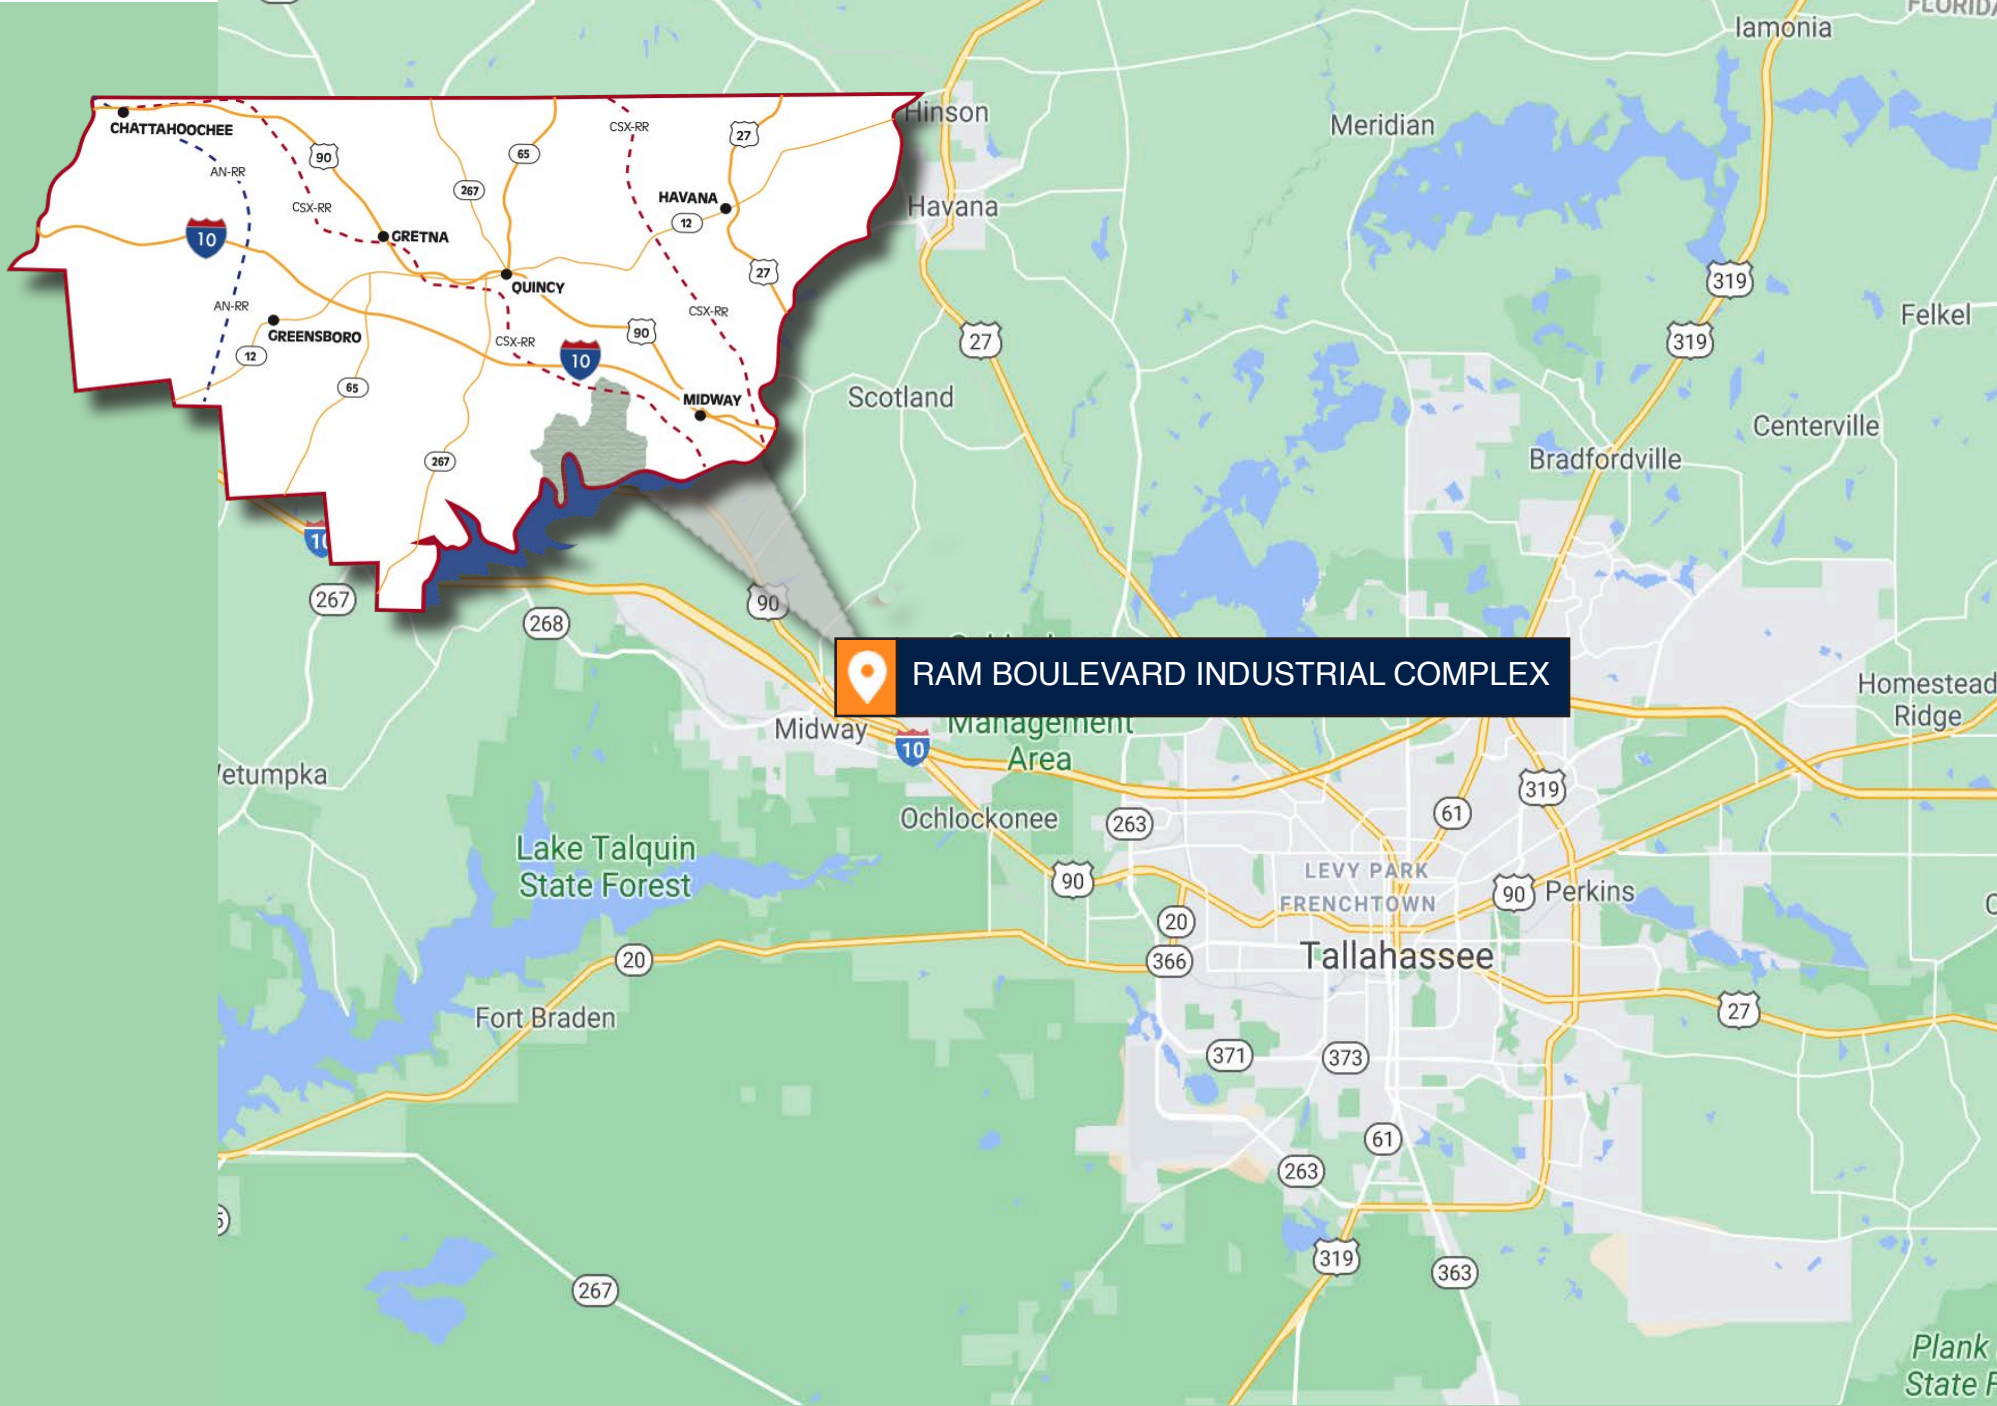 FLORIDA
Iamonia
Hinson
Meridian
CHATTAHOOCHEE
CSX-RR
27
90
65
AN-RR
267
HAVANA
CSX-RR
12
Havana
10
GRETNA
27
319
QUINCY
Felkel
AN-RR
CSX-RR
GREENSBORO
90
27
319
12
CSX-RR
10
65
MIDWAY
Scotland
Centerville
267
Bradfordville
10
267
90
268
RAM BOULEVARD INDUSTRIAL COMPLEX
Homestead
Ridge
Midway
Management
Area
10
etumpka
319
61
Ochlockonee
263
Lake Talquin
State Forest
LEVY PARK
FRENCHTOWN
90
90
Perkins
20
Tallahassee
20
366
Fort Braden
27
371
373
61
263
319
363
267
Plank
State F